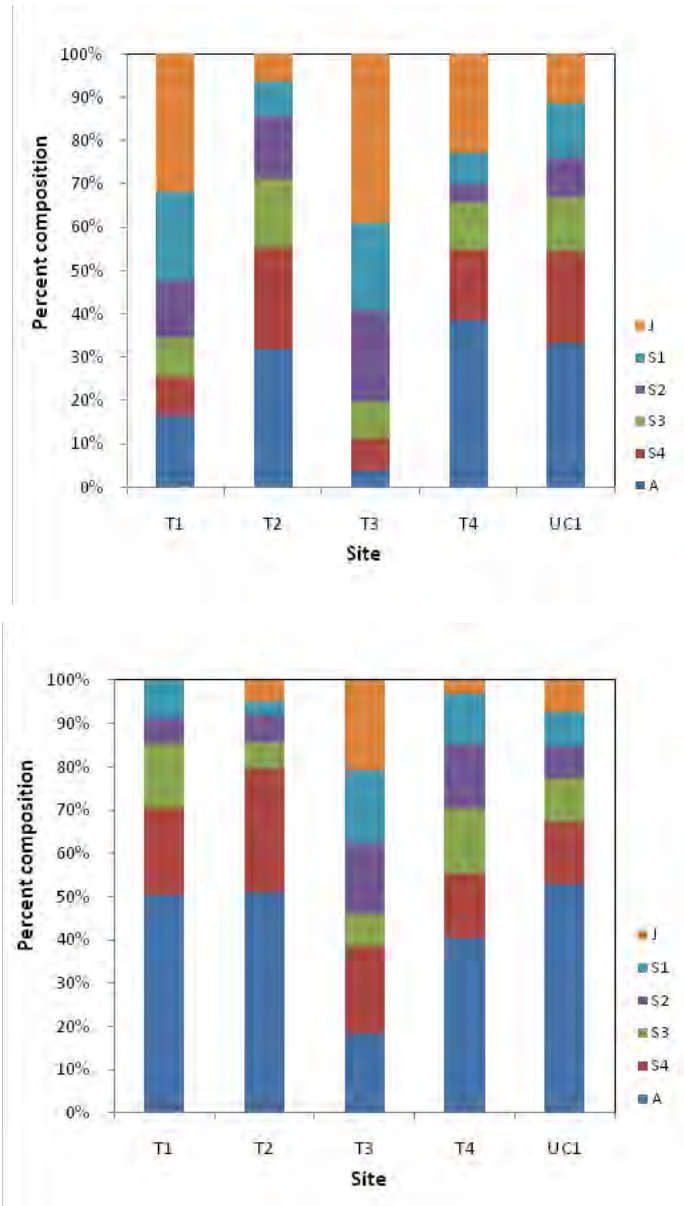 100%
90%
80%
70%
60%
50%
40%
30%
20%
10%
0%
Percent composition
T1 T2 T3 T4 UC1
Site
J
S1
S2
S3
S4
A
100%
90%
80%
70%
60%
50%
40%
30%
20%
10%
0%
Percent composition
T1 T2 T3 T4 UC1
Site
J
S1
S2
S3
S4
A